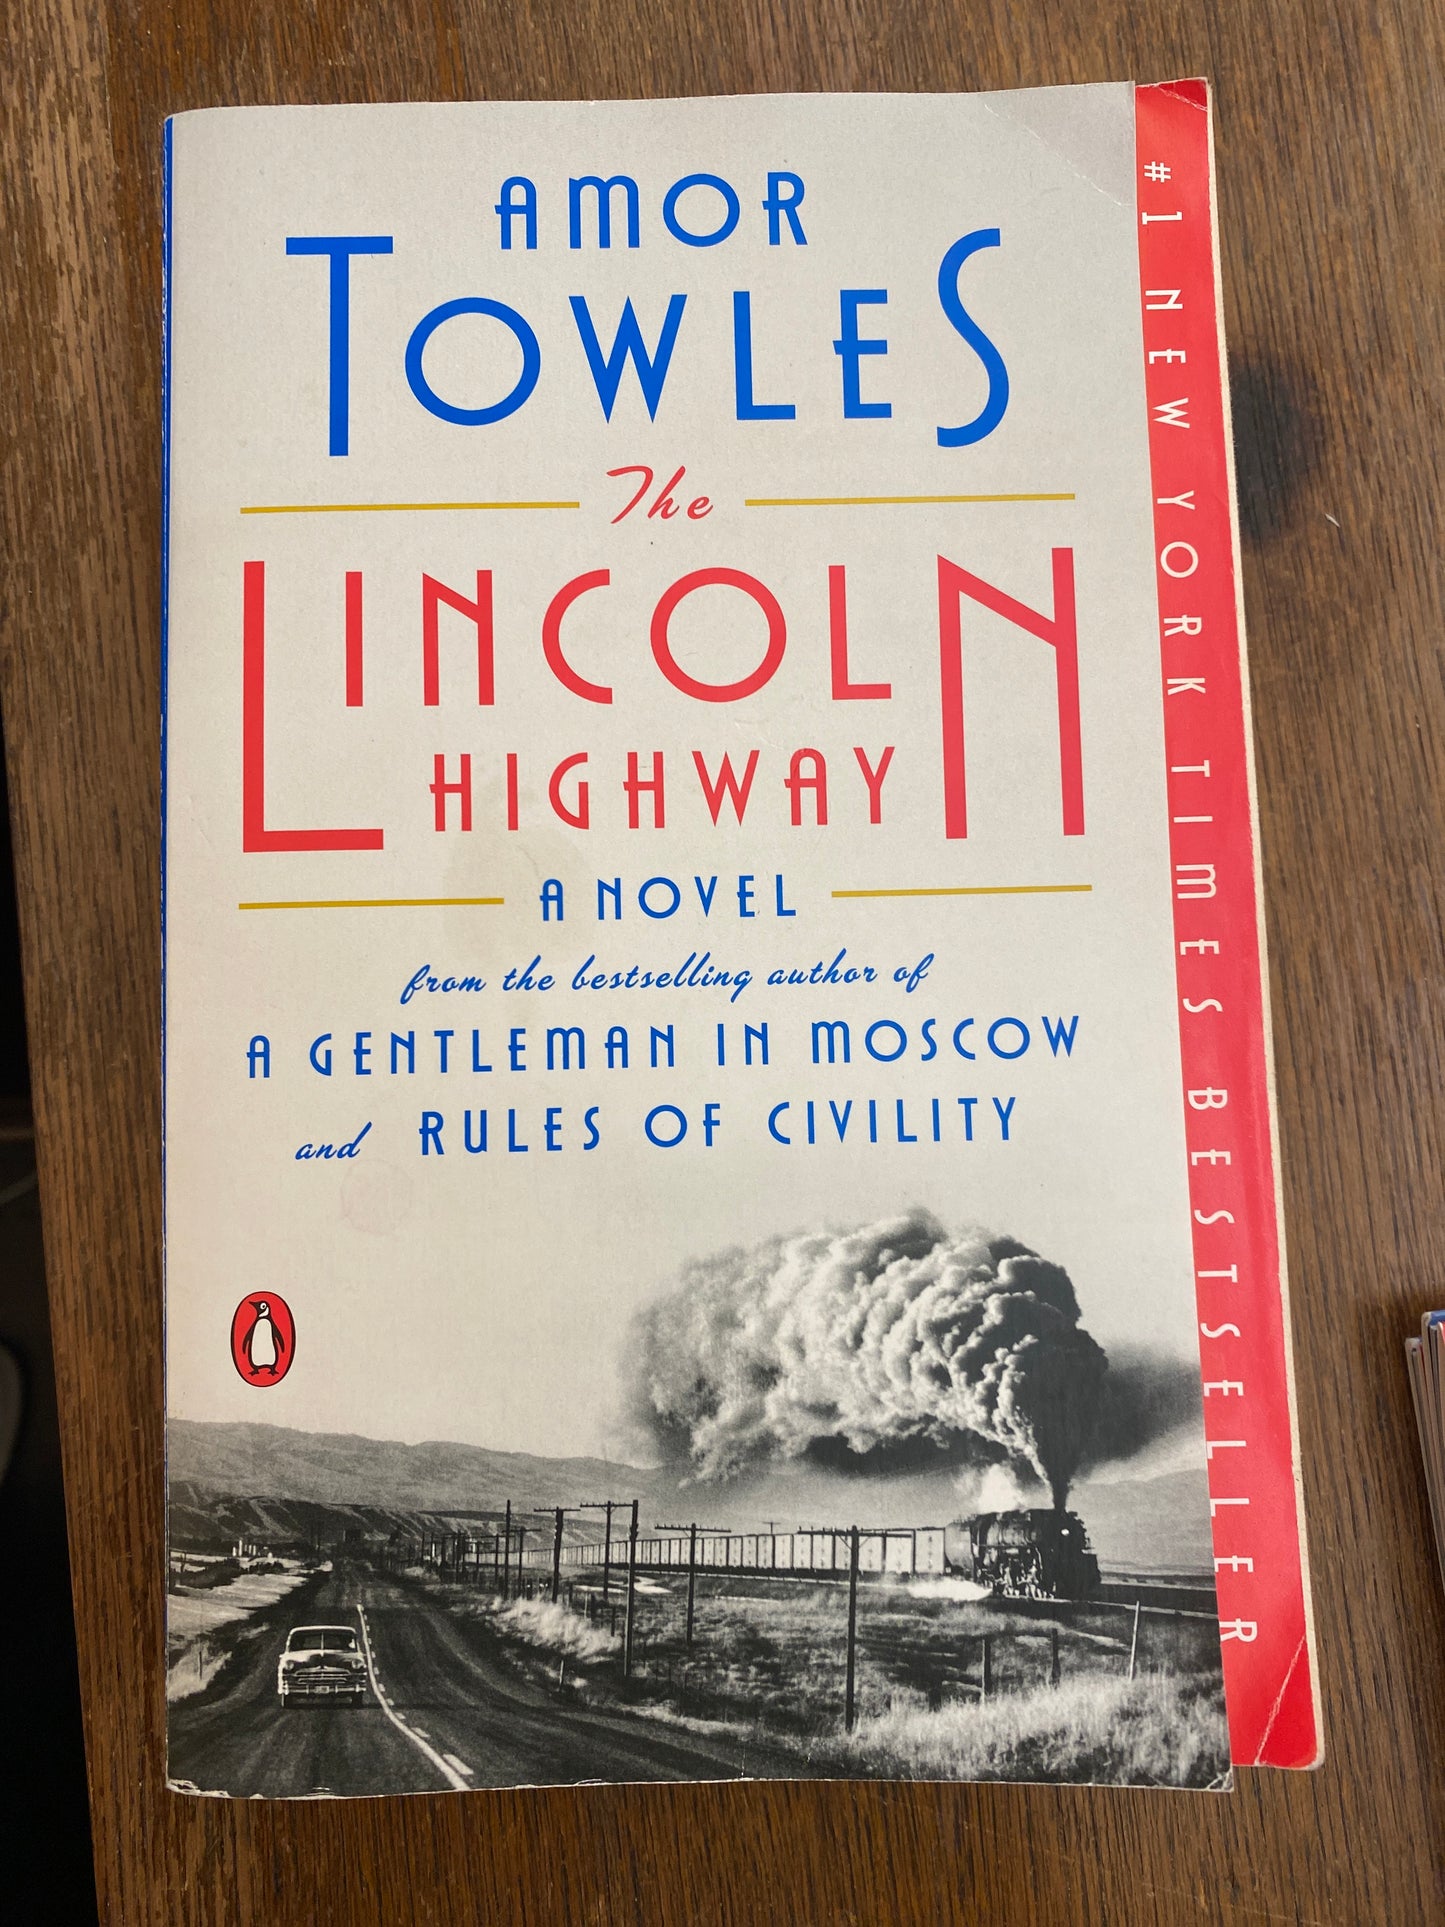 AMOR
TOWLES
The
LINCOLN
HIGHWAY
A NOVEL
from the bestselling author of
A GENTLEMAN IN MOSCOW
and RULES OF CIVILITY
#1 NEW YORK TIMES BESTSELLER